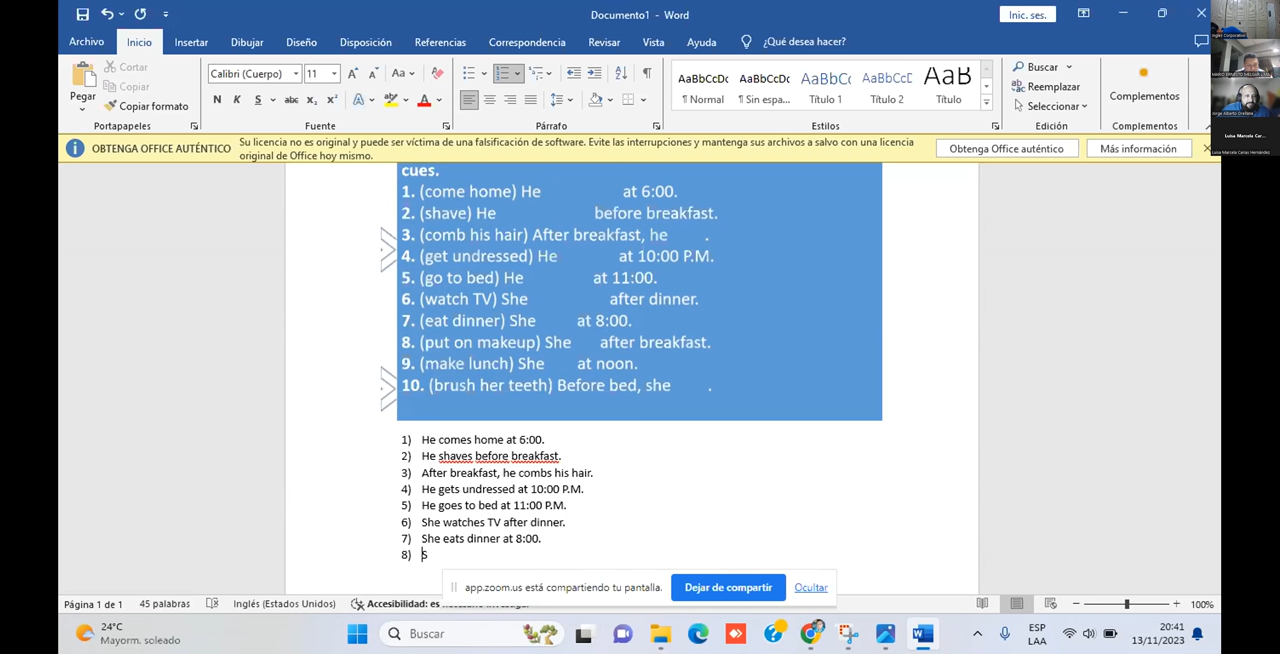 Documento1 - Word
Inic. ses.
Archivo Inicio Insertar Dibujar Diseño Disposición Referencias Correspondencia Revisar Vista Ayuda ¿Qué desea hacer?
Pegar
Cortar
Copiar
Copiar formato
Portapapeles
Calibri (Cuerpo) 11
Fuente
Párrafo
AaBbCcDc AaBbCcDc AaBbCc AaBbCcD AaB
¶ Normal ¶ Sin espa... Título 1 Título 2 Título
Estilos
Buscar
Reemplazar
Seleccionar
Edición
Complementos
Complementos
OBTENGA OFFICE AUTÉNTICO Su licencia no es original y puede ser víctima de una falsificación de software. Evite las interrupciones y mantenga sus archivos a salvo con una licencia
original de Office hoy mismo.
Obtenga Office auténtico
Más información
cues.
1. (come home) He at 6:00.
2. (shave) He before breakfast.
3. (comb his hair) After breakfast, he .
4. (get undressed) He at 10:00 P.M.
5. (go to bed) He at 11:00.
6. (watch TV) She after dinner.
7. (eat dinner) She at 8:00.
8. (put on makeup) She after breakfast.
9. (make lunch) She at noon.
10. (brush her teeth) Before bed, she .
1) He comes home at 6:00.
2) He shaves before breakfast.
3) After breakfast, he combs his hair.
4) He gets undressed at 10:00 P.M.
5) He goes to bed at 11:00 P.M.
6) She watches TV after dinner.
7) She eats dinner at 8:00.
8) S
app.zoom.us está compartiendo tu pantalla. Dejar de compartir Ocultar
Página 1 de 1 45 palabras Inglés (Estados Unidos) Accesibilidad: es 100%
24°C
Mayorm. soleado
Buscar
ESP
LAA
20:41
13/11/2023